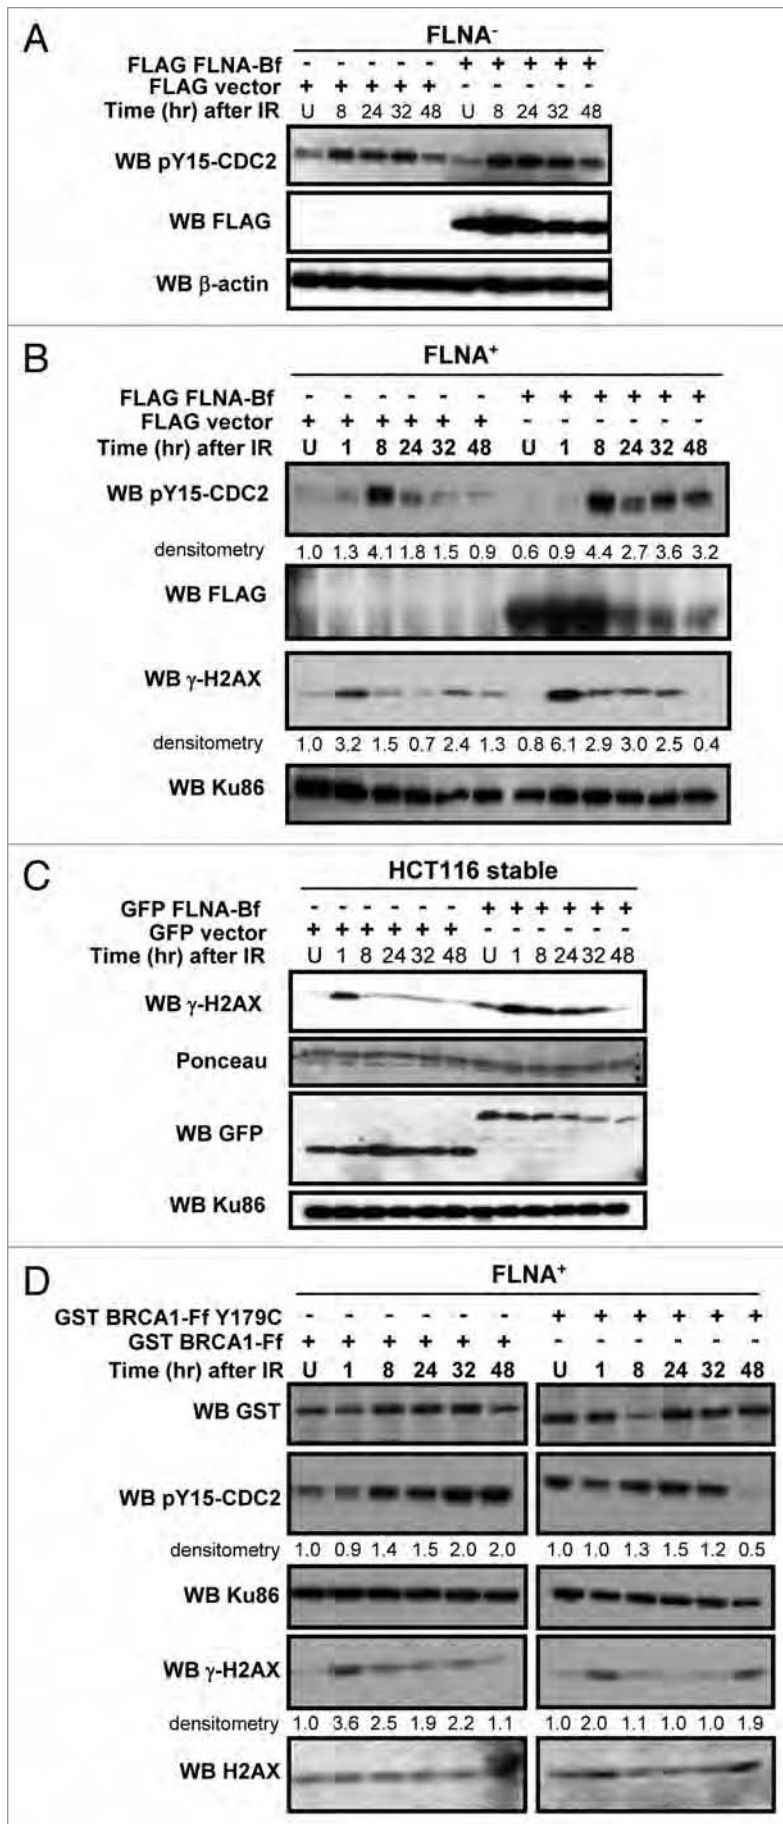 A
FLNA-
FLAG FLNA-Bf - - - - - + + + + +
FLAG vector + + + + + - - - - -
Time (hr) after IR U 8 24 32 48 U 8 24 32 48
WB pY15-CDC2
WB FLAG
WB β-actin
B
FLNA+
FLAG FLNA-Bf - - - - - - + + + + + +
FLAG vector + + + + + + - - - - - -
Time (hr) after IR U 1 8 24 32 48 U 1 8 24 32 48
WB pY15-CDC2
densitometry 1.0 1.3 4.1 1.8 1.5 0.9 0.6 0.9 4.4 2.7 3.6 3.2
WB FLAG
WB γ-H2AX
densitometry 1.0 3.2 1.5 0.7 2.4 1.3 0.8 6.1 2.9 3.0 2.5 0.4
WB Ku86
C
HCT116 stable
GFP FLNA-Bf - - - - - - + + + + + +
GFP vector + + + + + + - - - - - -
Time (hr) after IR U 1 8 24 32 48 U 1 8 24 32 48
WB γ-H2AX
Ponceau
WB GFP
WB Ku86
D
FLNA+
GST BRCA1-Ff Y179C - - - - - - + + + + + +
GST BRCA1-Ff + + + + + + - - - - - -
Time (hr) after IR U 1 8 24 32 48 U 1 8 24 32 48
WB GST
WB pY15-CDC2
densitometry 1.0 0.9 1.4 1.5 2.0 2.0 1.0 1.0 1.3 1.5 1.2 0.5
WB Ku86
WB γ-H2AX
densitometry 1.0 3.6 2.5 1.9 2.2 1.1 1.0 2.0 1.1 1.0 1.0 1.9
WB H2AX